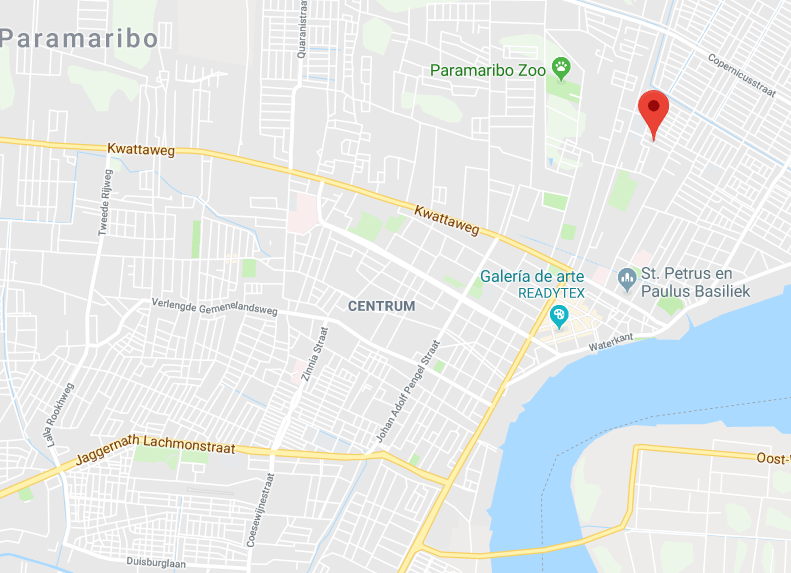 Paramaribo
Quaranistraat
Paramaribo Zoo
Copernicusstraat
Kwattaweg
Tweede Rijweg
Kwattaweg
Galería de arte
READYTEX
St. Petrus en
Paulus Basiliek
CENTRUM
Verlengde Gemenelandsweg
Zinnia Straat
Waterkant
Johan Adolf Pengel Straat
Lalla Rookhweg
Jaggernath Lachmonstraat
Oost-
Coesewijnestraat
Duisburglaan